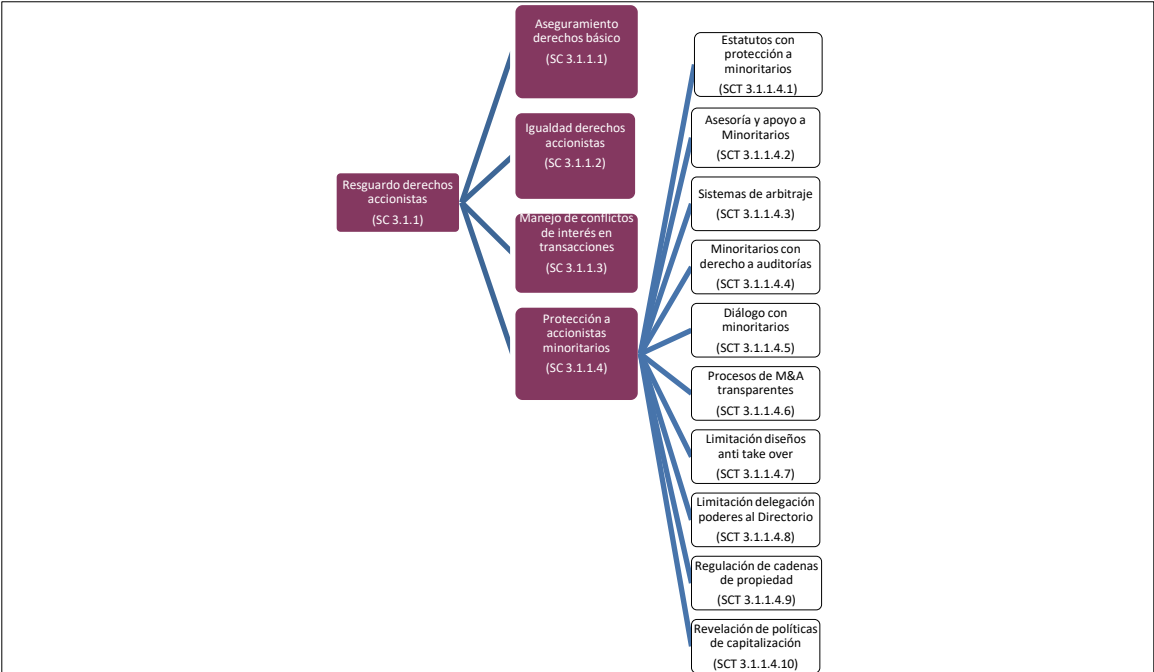 Resguardo derechos
accionistas
(SC 3.1.1)
Aseguramiento
derechos básico
(SC 3.1.1.1)
Igualdad derechos
accionistas
(SC 3.1.1.2)
Manejo de conflictos
de interés en
transacciones
(SC 3.1.1.3)
Protección a
accionistas
minoritarios
(SC 3.1.1.4)
Estatutos con
protección a
minoritarios
(SCT 3.1.1.4.1)
Asesoría y apoyo a
Minoritarios
(SCT 3.1.1.4.2)
Sistemas de arbitraje
(SCT 3.1.1.4.3)
Minoritarios con
derecho a auditorías
(SCT 3.1.1.4.4)
Diálogo con
minoritarios
(SCT 3.1.1.4.5)
Procesos de M&A
transparentes
(SCT 3.1.1.4.6)
Limitación diseños
anti take over
(SCT 3.1.1.4.7)
Limitación delegación
poderes al Directorio
(SCT 3.1.1.4.8)
Regulación de cadenas
de propiedad
(SCT 3.1.1.4.9)
Revelación de políticas
de capitalización
(SCT 3.1.1.4.10)